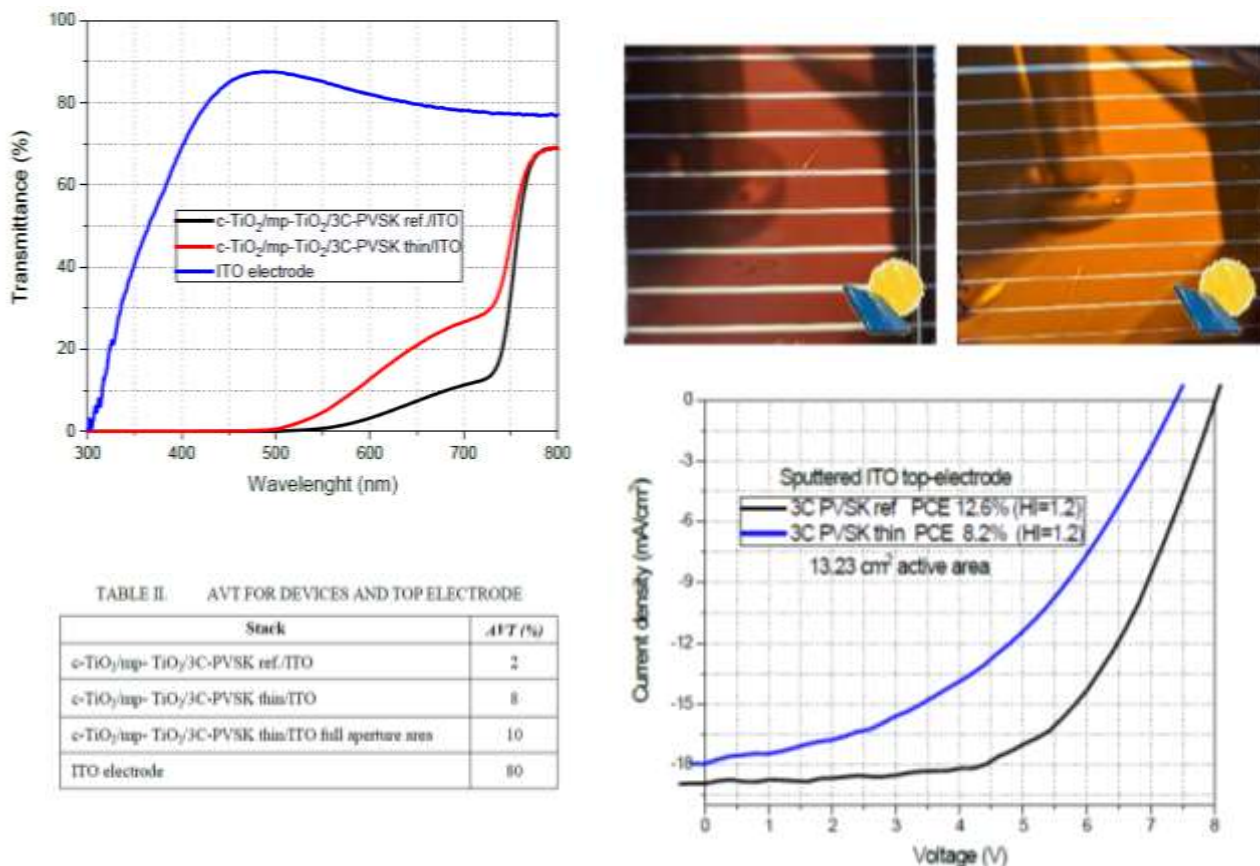 100
80
60
40
20
0
Transmittance (%)
c-TiO₂/mp-TiO₂/3C-PVSK ref./ITO
c-TiO₂/mp-TiO₂/3C-PVSK thin/ITO
ITO electrode
300 400 500 600 700 800
Wavelenght (nm)
TABLE II. AVT FOR DEVICES AND TOP ELECTRODE
Stack AVT (%)
c-TiO₂/mp- TiO₂/3C-PVSK ref./ITO 2
c-TiO₂/mp- TiO₂/3C-PVSK thin/ITO 8
c-TiO₂/mp- TiO₂/3C-PVSK thin/ITO full aperture area 10
ITO electrode 80
0
-3
-6
-9
-12
-15
-18
Current density (mA/cm²)
Sputtered ITO top-electrode
3C PVSK ref PCE 12.6% (HI=1.2)
3C PVSK thin PCE 8.2% (HI=1.2)
13.23 cm² active area
0 1 2 3 4 5 6 7 8
Voltage (V)